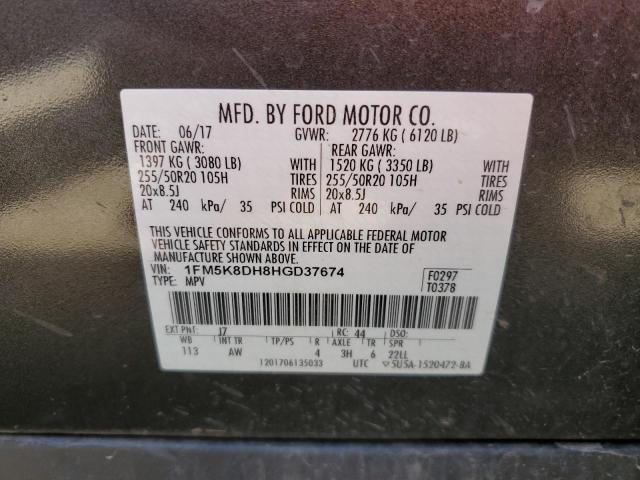 MFD. BY FORD MOTOR CO.
DATE: 06/17 GVWR: 2776 KG ( 6120 LB)
FRONT GAWR: REAR GAWR:
1397 KG ( 3080 LB) WITH 1520 KG ( 3350 LB) WITH
255/50R20 105H TIRES 255/50R20 105H TIRES
20x8.5J RIMS 20x8.5J RIMS
AT 240 kPa/ 35 PSI COLD AT 240 kPa/ 35 PSI COLD
THIS VEHICLE CONFORMS TO ALL APPLICABLE FEDERAL MOTOR
VEHICLE SAFETY STANDARDS IN EFFECT ON THE DATE OF
MANUFACTURE SHOWN ABOVE.
VIN: 1FM5K8DH8HGD37674 F0297
TYPE: MPV T0378
EXT PNT: J7 RC: 44 DSO:
WB INT TR TP/PS R AXLE TR SPR
113 AW 4 3H 6 22LL
1201706135033 UTC 5U5A-1520472-BA